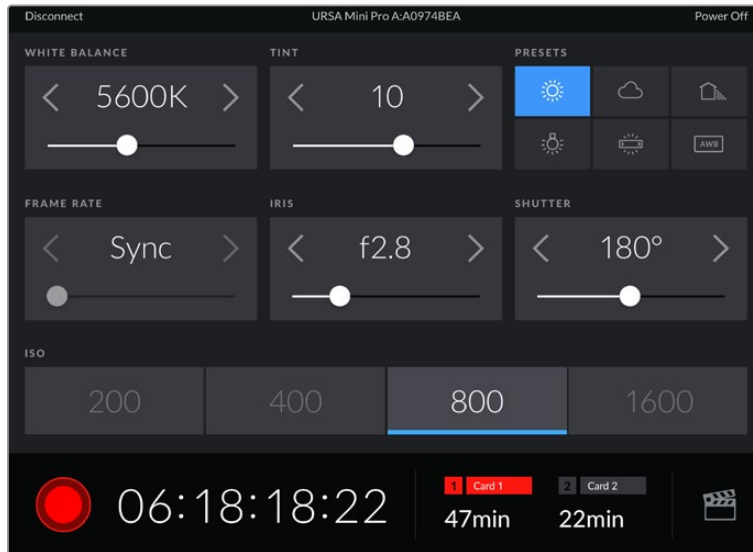 Disconnect URSA Mini Pro A:A0974BEA Power Off
WHITE BALANCE TINT PRESETS
5600K 10
AWB
FRAME RATE IRIS SHUTTER
Sync f2.8 180°
ISO
200 400 800 1600
06:18:18:22
1 Card 1 2 Card 2
47min 22min